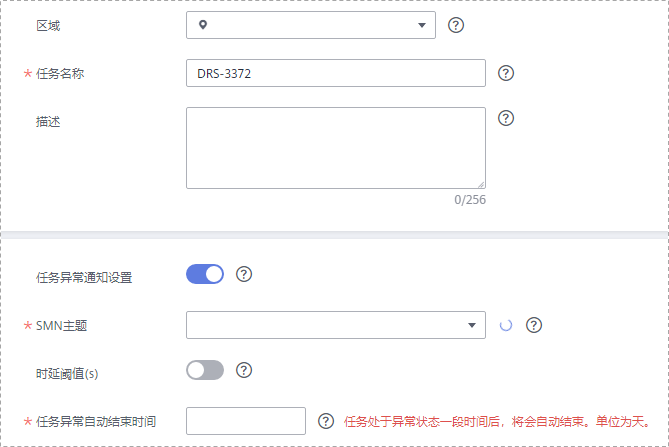 区域
* 任务名称 DRS-3372
描述
0/256
任务异常通知设置
* SMN主题
时延阈值(s)
* 任务异常自动结束时间 任务处于异常状态一段时间后，将会自动结束。单位为天。